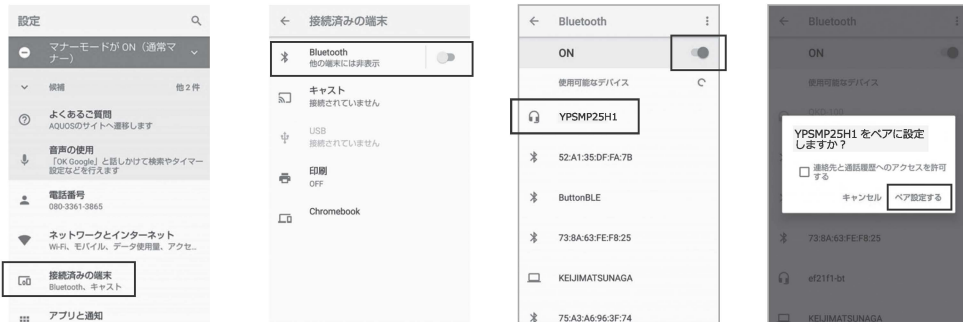 設定
マナーモードが ON（通常マ
ナー）
候補
他 2 件
よくあるご質問
AQUOSのサイトへ遷移します
音声の使用
「OK Google」と話しかけて検索やタイマー
設定などを行えます
電話番号
080-3361-3865
ネットワークとインターネット
Wi-Fi、モバイル、データ使用量、アクセ...
接続済みの端末
Bluetooth、キャスト
アプリと通知
接続済みの端末
Bluetooth
他の端末には非表示
キャスト
接続されていません
USB
接続されていません
印刷
OFF
Chromebook
Bluetooth
ON
使用可能なデバイス
YPSMP25H1
52:A1:35:DF:FA:7B
ButtonBLE
73:8A:63:FE:F8:25
KEIJIMATSUNAGA
75:A3:A6:96:3F:74
Bluetooth
ON
使用可能なデバイス
YPSMP25H1 をペアに設定
しますか？
連絡先と通話履歴へのアクセスを許可
する
キャンセル
ペア設定する
73:8A:63:FE:F8:25
ef21f1-bt
KEIJIMATSUNAGA